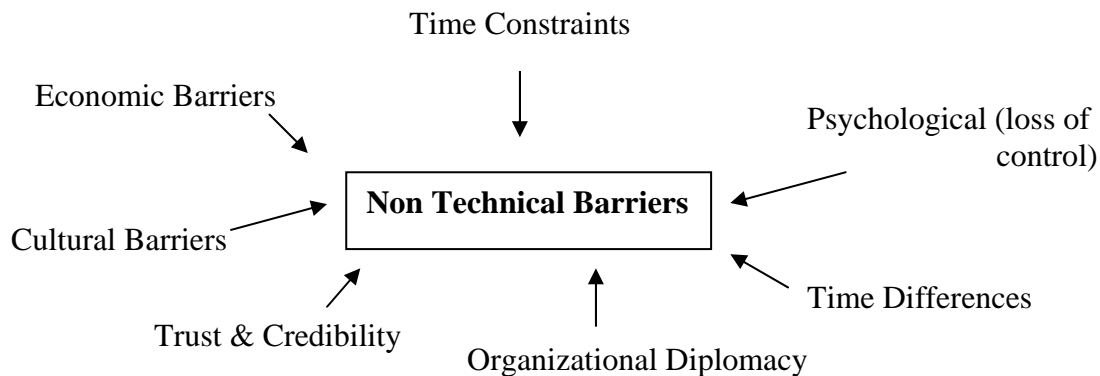 Time Constraints
Economic Barriers
Psychological (loss of
control)
Non Technical Barriers
Cultural Barriers
Time Differences
Trust & Credibility
Organizational Diplomacy